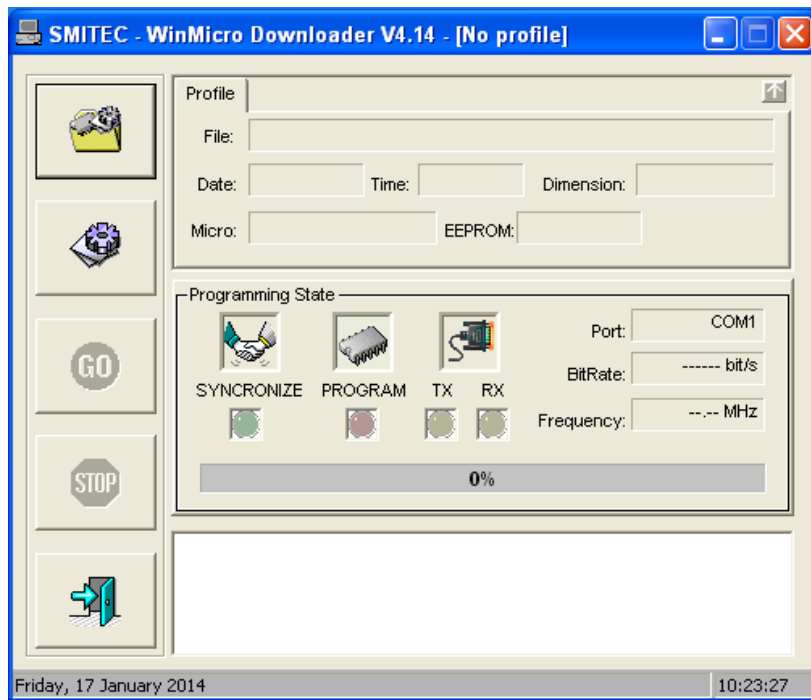 SMITEC - WinMicro Downloader V4.14 - [No profile]
Profile
File:
Date: Time: Dimension:
Micro: EEPROM:
Programming State
Port: COM1
BitRate: ------ bit/s
Frequency: --.-- MHz
SYNCRONIZE PROGRAM TX RX
0%
GO
STOP
Friday, 17 January 2014 10:23:27